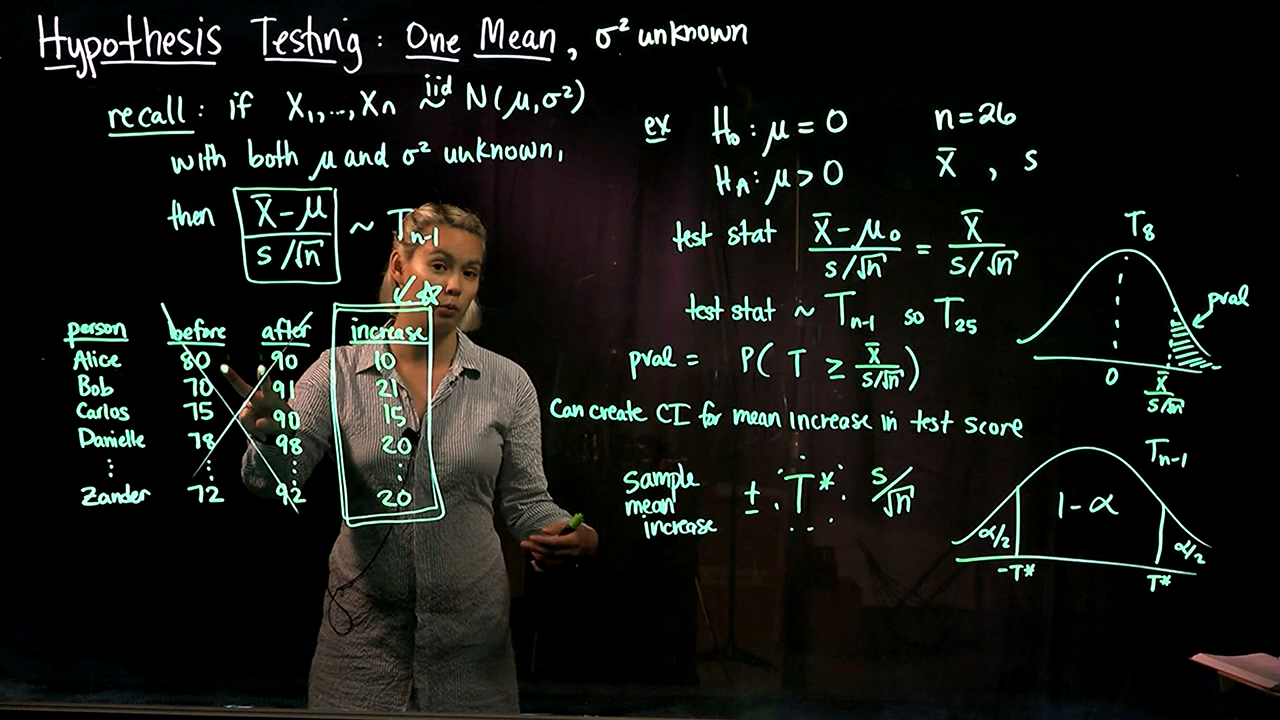 Hypothesis Testing: One Mean, σ² unknown
recall: if X₁,..., Xₙ iid ~ N(μ,σ²)
with both μ and σ² unknown,
then X̄-μ / s/√n ~ Tₙ₋₁
person before after increase
Alice 80 90 10
Bob 70 91 21
Carlos 75 90 15
Danielle 78 98 20
⋮ ⋮ ⋮ ⋮
Zander 72 92 20
ex H₀: μ = 0 n=26
Hᴀ: μ > 0 X̄, s
test stat X̄-μ₀ / s/√n = X̄ / s/√n
test stat ~ Tₙ₋₁ so T₂₅
pval = P( T ≥ X̄ / s/√n )
T₈
pval
0 X̄ / s/√n
Can create CI for mean increase in test score
sample
mean
increase
± T* · s/√n
Tₙ₋₁
1-α
α/2 α/2
-T* T*